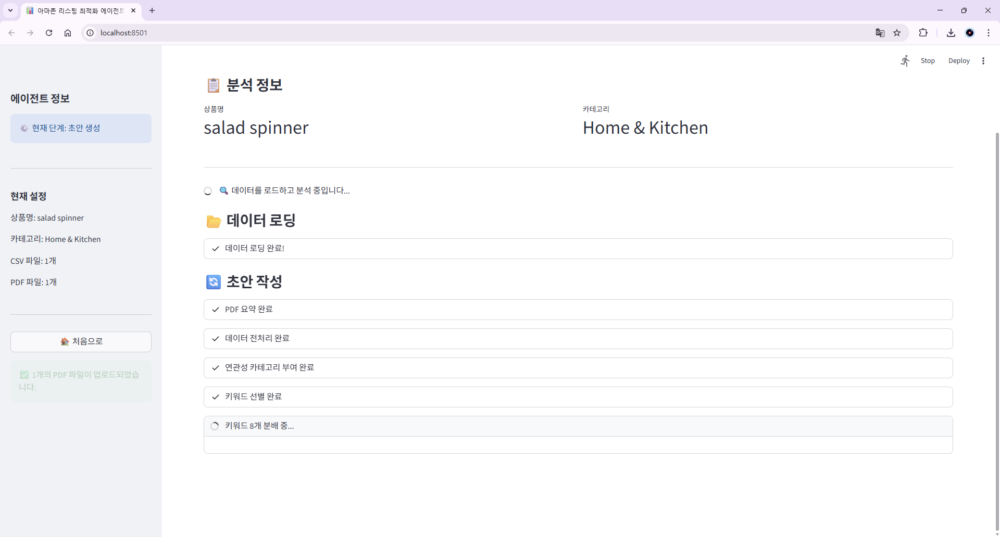 아마존 리스팅 최적화 에이전트
localhost:8501
Stop
Deploy
에이전트 정보
현재 단계: 초안 생성
현재 설정
상품명: salad spinner
카테고리: Home & Kitchen
CSV 파일: 1개
PDF 파일: 1개
처음으로
1개의 PDF 파일이 업로드되었습
니다.
분석 정보
상품명
salad spinner
카테고리
Home & Kitchen
데이터를 로드하고 분석 중입니다...
데이터 로딩
데이터 로딩 완료!
초안 작성
PDF 요약 완료
데이터 전처리 완료
연관성 카테고리 부여 완료
키워드 선별 완료
키워드 8개 분배 중...